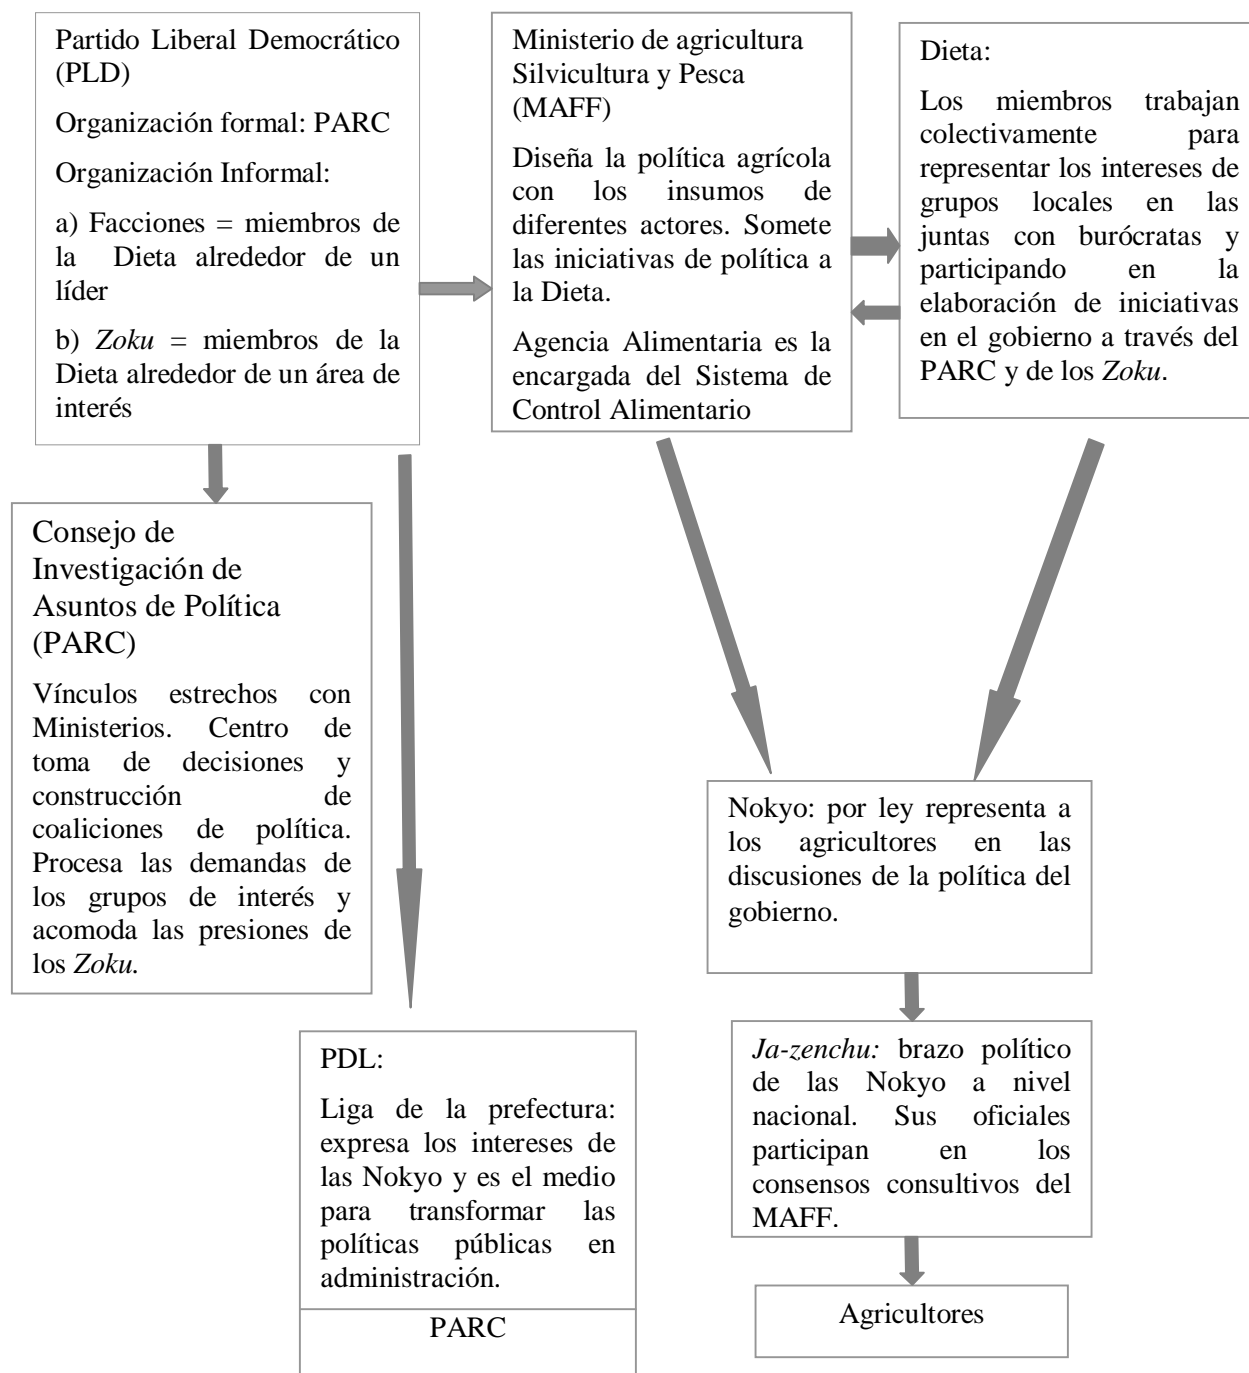 Partido Liberal Democrático
(PLD)
Organización formal: PARC
Organización Informal:
a) Facciones = miembros de
la Dieta alrededor de un
líder
b) Zoku = miembros de la
Dieta alrededor de un área de
interés
Ministerio de agricultura
Silvicultura y Pesca
(MAFF)
Diseña la política agrícola
con los insumos de
diferentes actores. Somete
las iniciativas de política a
la Dieta.
Agencia Alimentaria es la
encargada del Sistema de
Control Alimentario
Dieta:
Los miembros trabajan
colectivamente para
representar los intereses de
grupos locales en las
juntas con burócratas y
participando en la
elaboración de iniciativas
en el gobierno a través del
PARC y de los Zoku.
Consejo de
Investigación de
Asuntos de Política
(PARC)
Vínculos estrechos con
Ministerios. Centro de
toma de decisiones y
construcción de
coaliciones de política.
Procesa las demandas de
los grupos de interés y
acomoda las presiones de
los Zoku.
Nokyo: por ley representa a
los agricultores en las
discusiones de la política del
gobierno.
PDL:
Liga de la prefectura:
expresa los intereses de
las Nokyo y es el medio
para transformar las
políticas públicas en
administración.
PARC
Ja-zenchu: brazo político
de las Nokyo a nivel
nacional. Sus oficiales
participan en los
consensos consultivos del
MAFF.
Agricultores